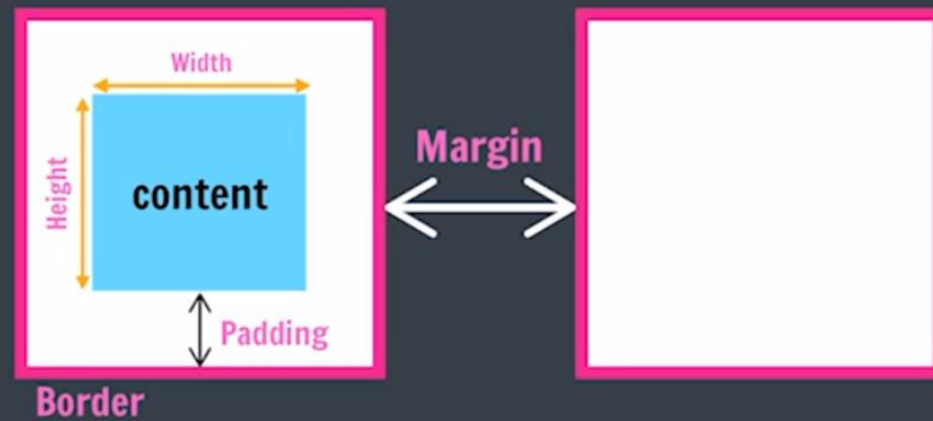 Width
Height
content
Margin
Padding
Border